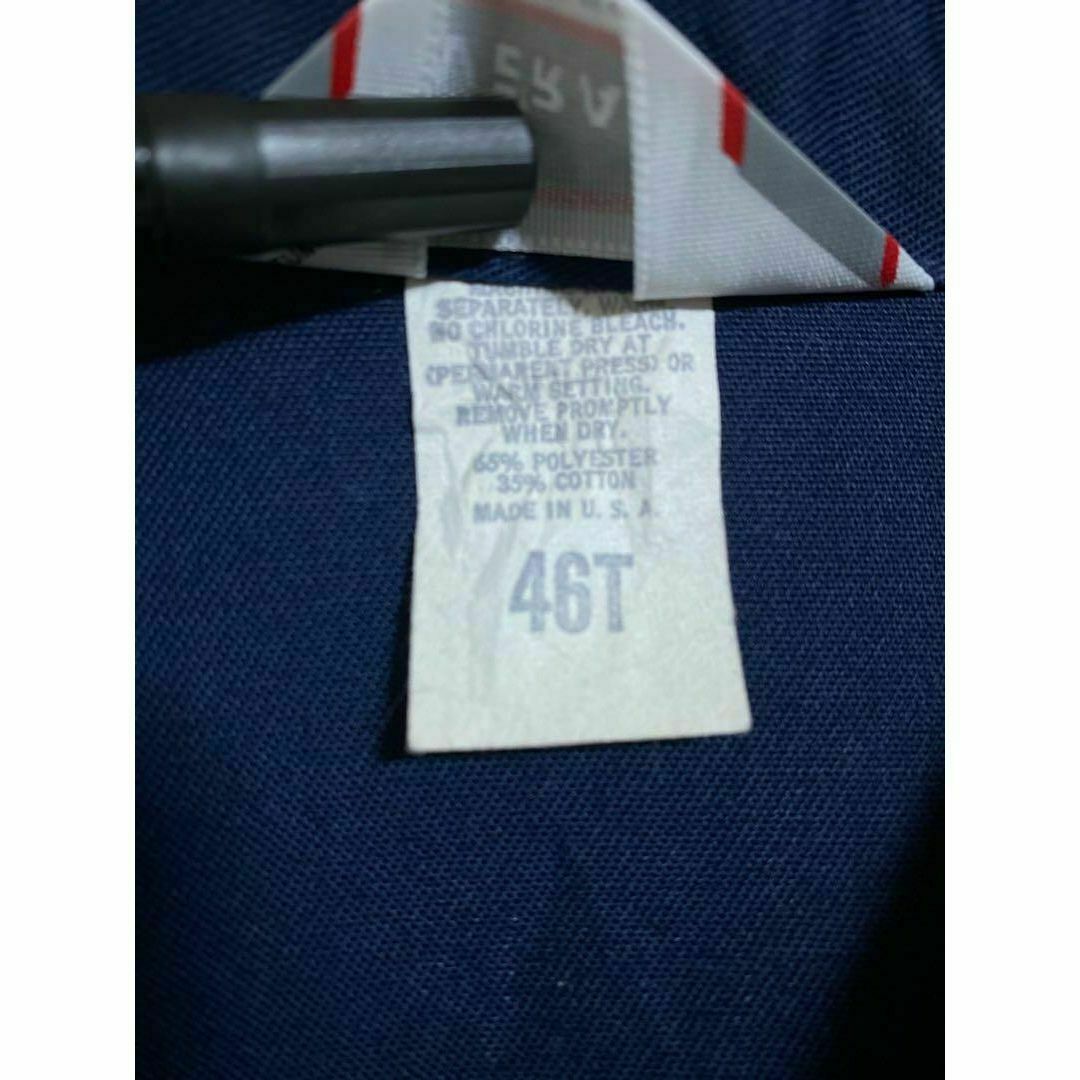 SEPARATELY, WARM
NO CHLORINE BLEACH.
TUMBLE DRY AT
(PERMANENT PRESS) OR
WARM SETTING.
REMOVE PROMPTLY
WHEN DRY.
65% POLYESTER
35% COTTON
MADE IN U. S. A.
46T